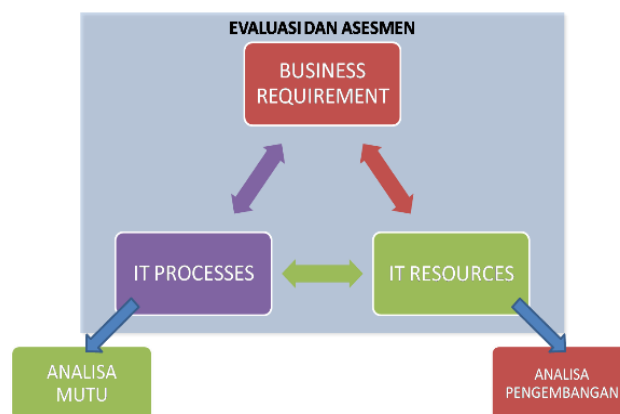 EVALUASI DAN ASESMEN
BUSINESS
REQUIREMENT
IT PROCESSES
IT RESOURCES
ANALISA
MUTU
ANALISA
PENGEMBANGAN